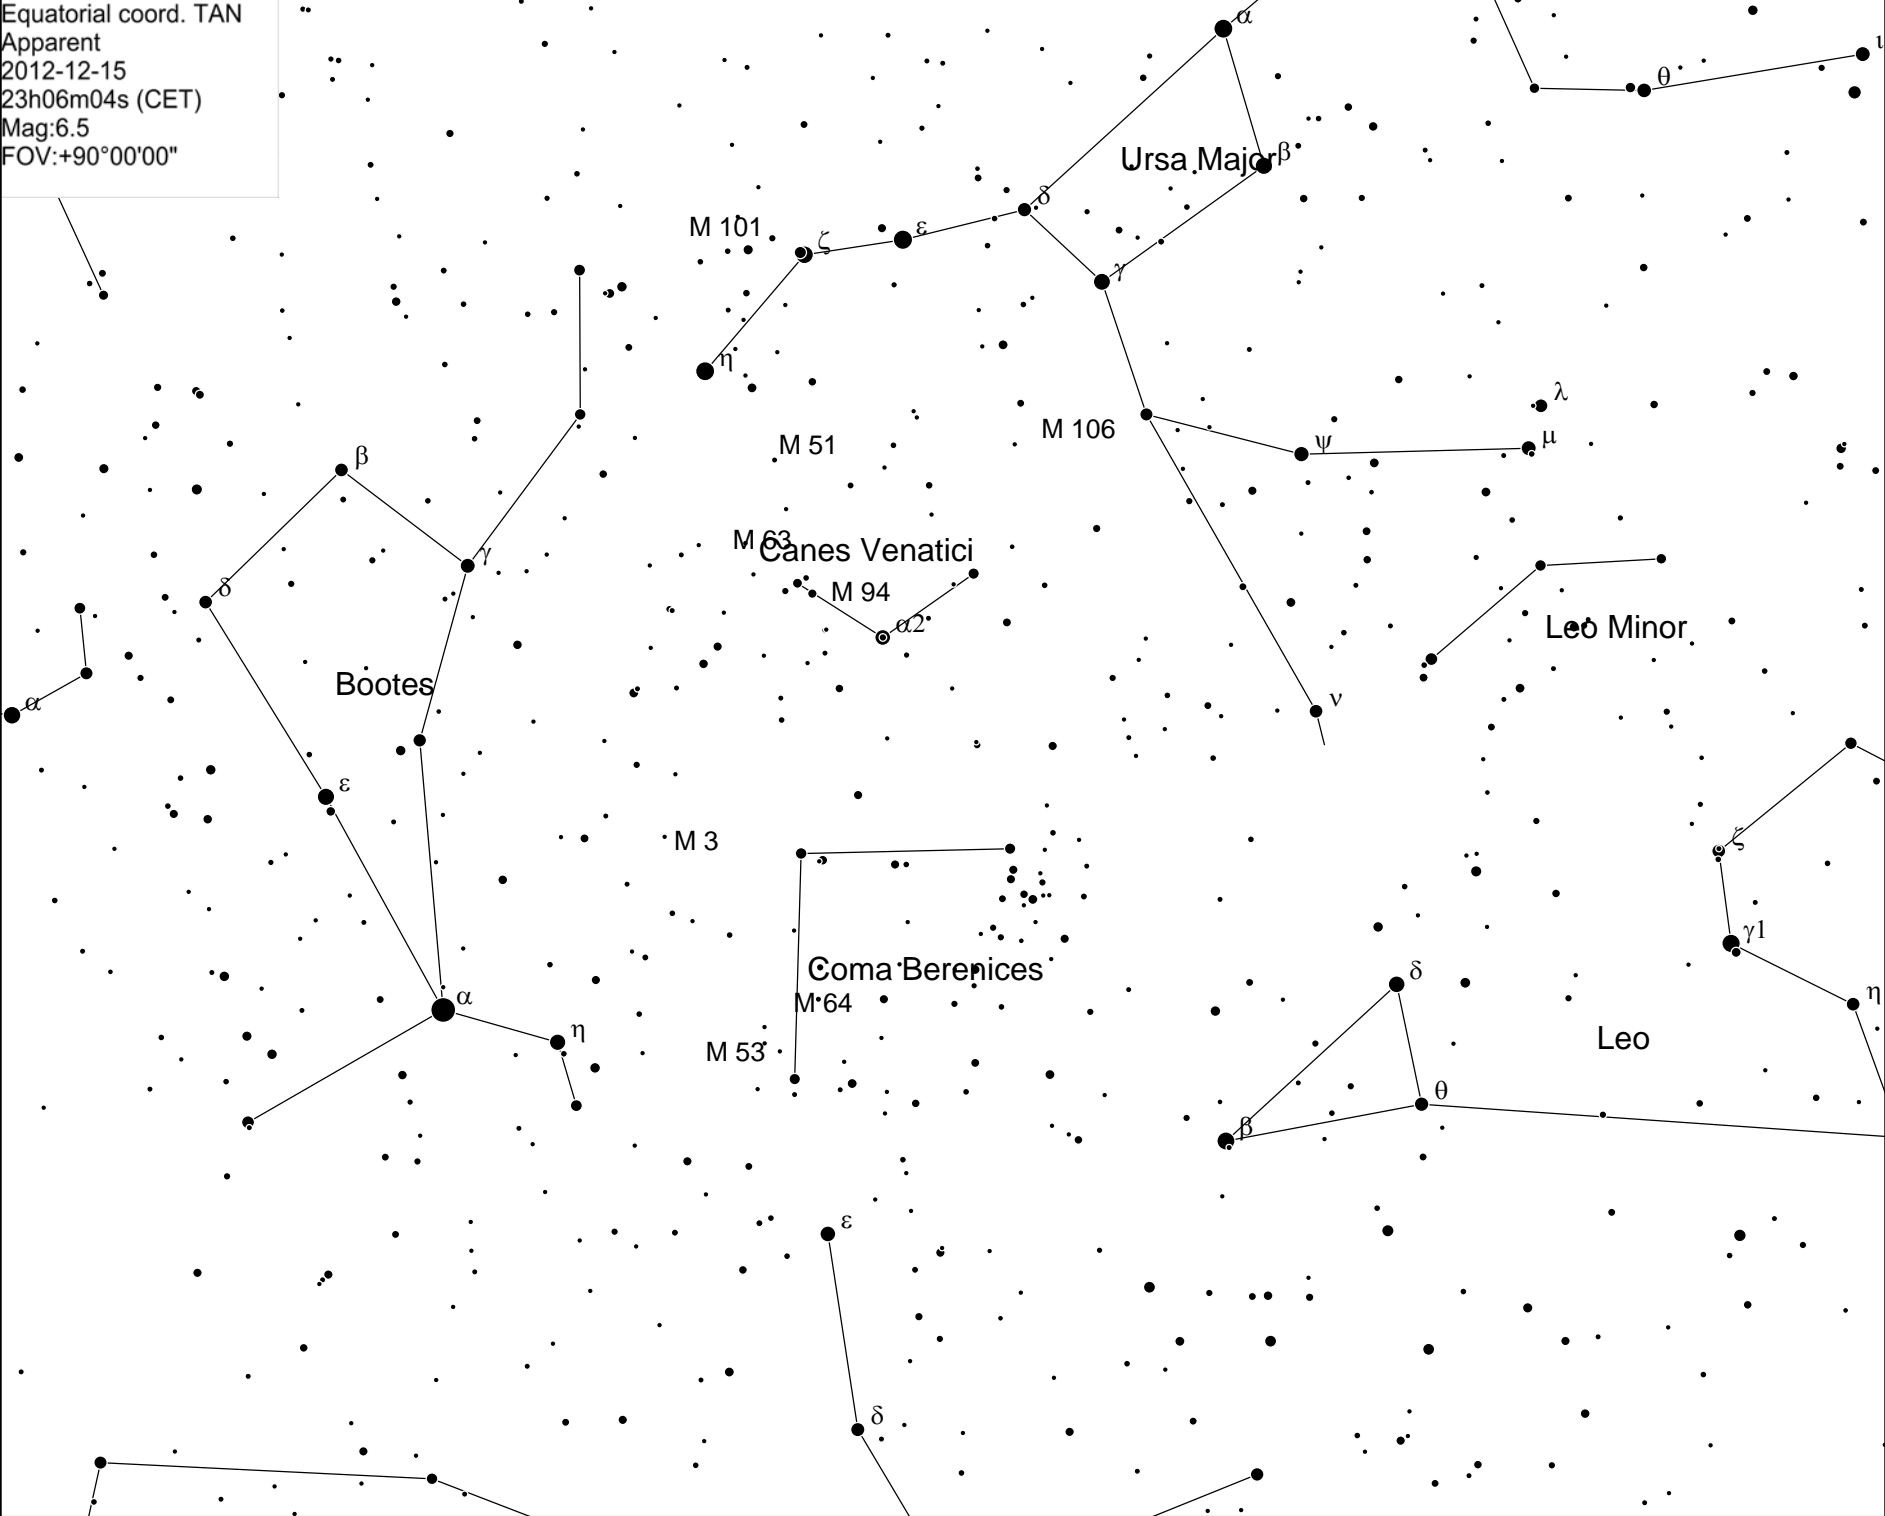 Equatorial coord. TAN
Apparent
2012-12-15
23h06m04s (CET)
Mag:6.5
FOV:+90°00'00"
α
ι
θ
Ursa Major
β
δ
M 101
ζ
ε
γ
η
λ
M 106
ψ
μ
M 51
β
M 63
Canes Venatici
γ
δ
M 94
α2
Leo Minor
Bootes
α
ν
ε
M 3
ζ
γ1
Coma Berenices
δ
α
M 64
η
η
Leo
M 53
θ
β
ε
δ